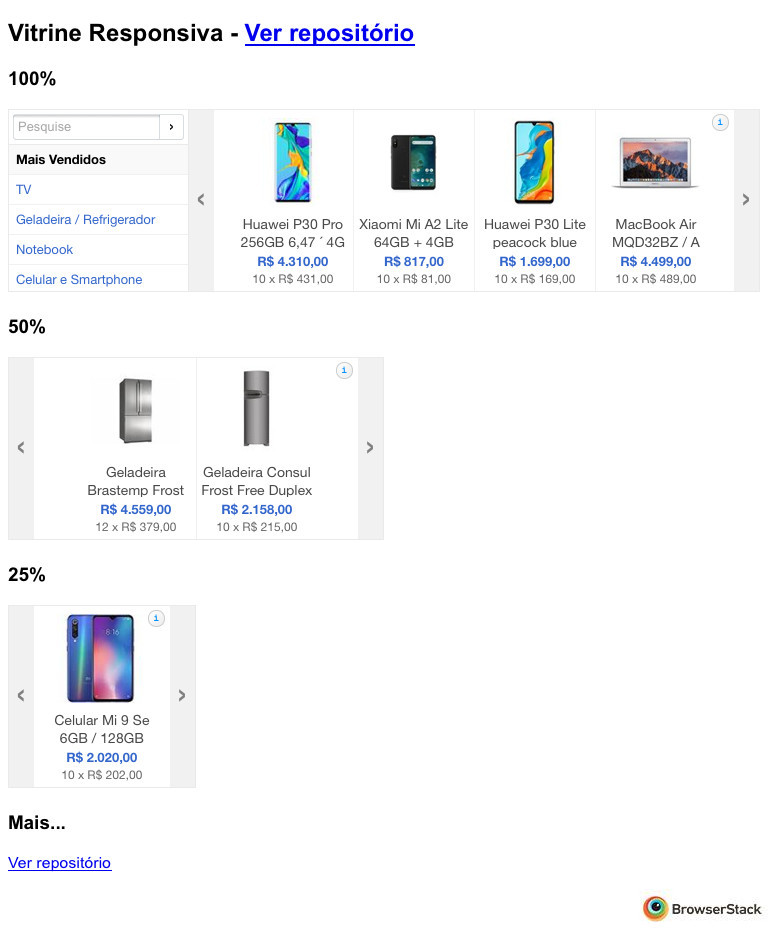 Vitrine Responsiva - Ver repositório
100%
Pesquise
›
Mais Vendidos
TV
Geladeira / Refrigerador
Notebook
Celular e Smartphone
‹
Huawei P30 Pro
256GB 6,47 ´ 4G
R$ 4.310,00
10 x R$ 431,00
Xiaomi Mi A2 Lite
64GB + 4GB
R$ 817,00
10 x R$ 81,00
Huawei P30 Lite
peacock blue
R$ 1.699,00
10 x R$ 169,00
i
MacBook Air
MQD32BZ / A
R$ 4.499,00
10 x R$ 489,00
›
50%
‹
Geladeira
Brastemp Frost
R$ 4.559,00
12 x R$ 379,00
i
Geladeira Consul
Frost Free Duplex
R$ 2.158,00
10 x R$ 215,00
›
25%
‹
i
8:16
Celular Mi 9 Se
6GB / 128GB
R$ 2.020,00
10 x R$ 202,00
›
Mais...
Ver repositório
BrowserStack